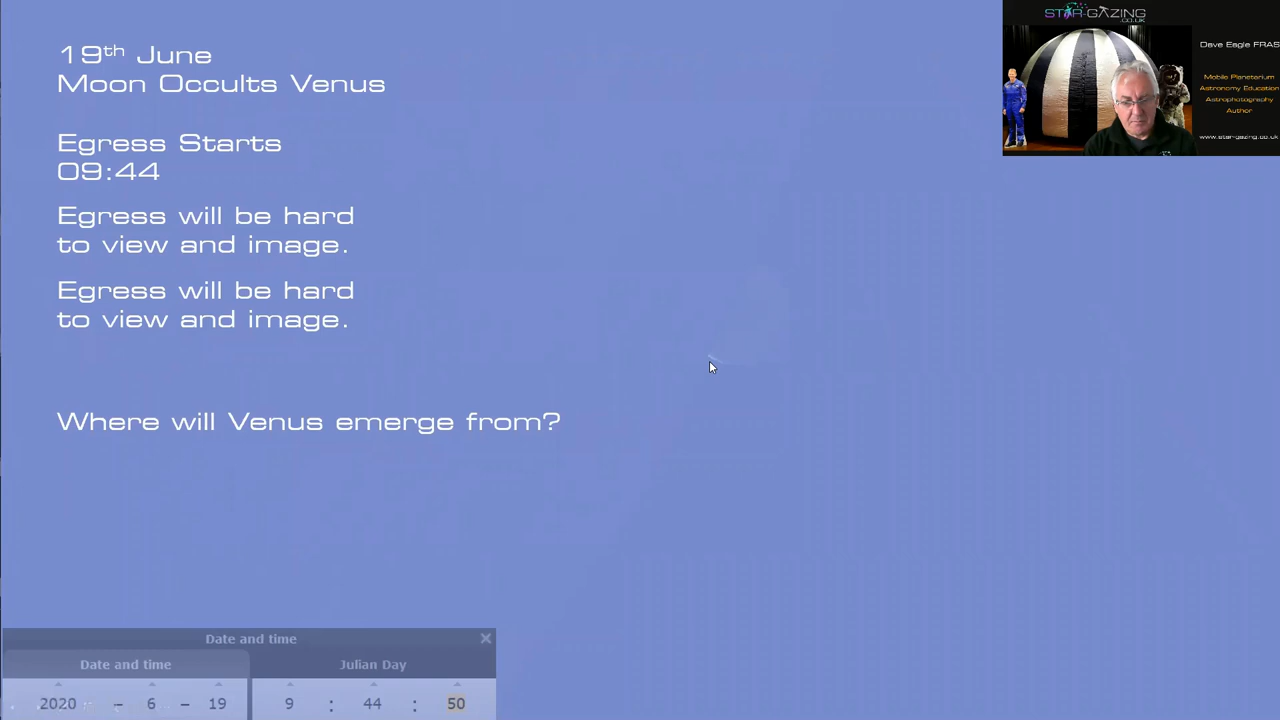 19th June
Moon Occults Venus
Egress Starts
09:44
Egress will be hard
to view and image.
Egress will be hard
to view and image.
Where will Venus emerge from?
STAR-GAZING
.CO.UK
Dave Eagle FRAS
Mobile Planetarium
Astronomy Education
Astrophotography
Author
www.star-gazing.co.uk
Date and time
Date and time
Julian Day
2020 - 6 - 19 9 : 44 : 50